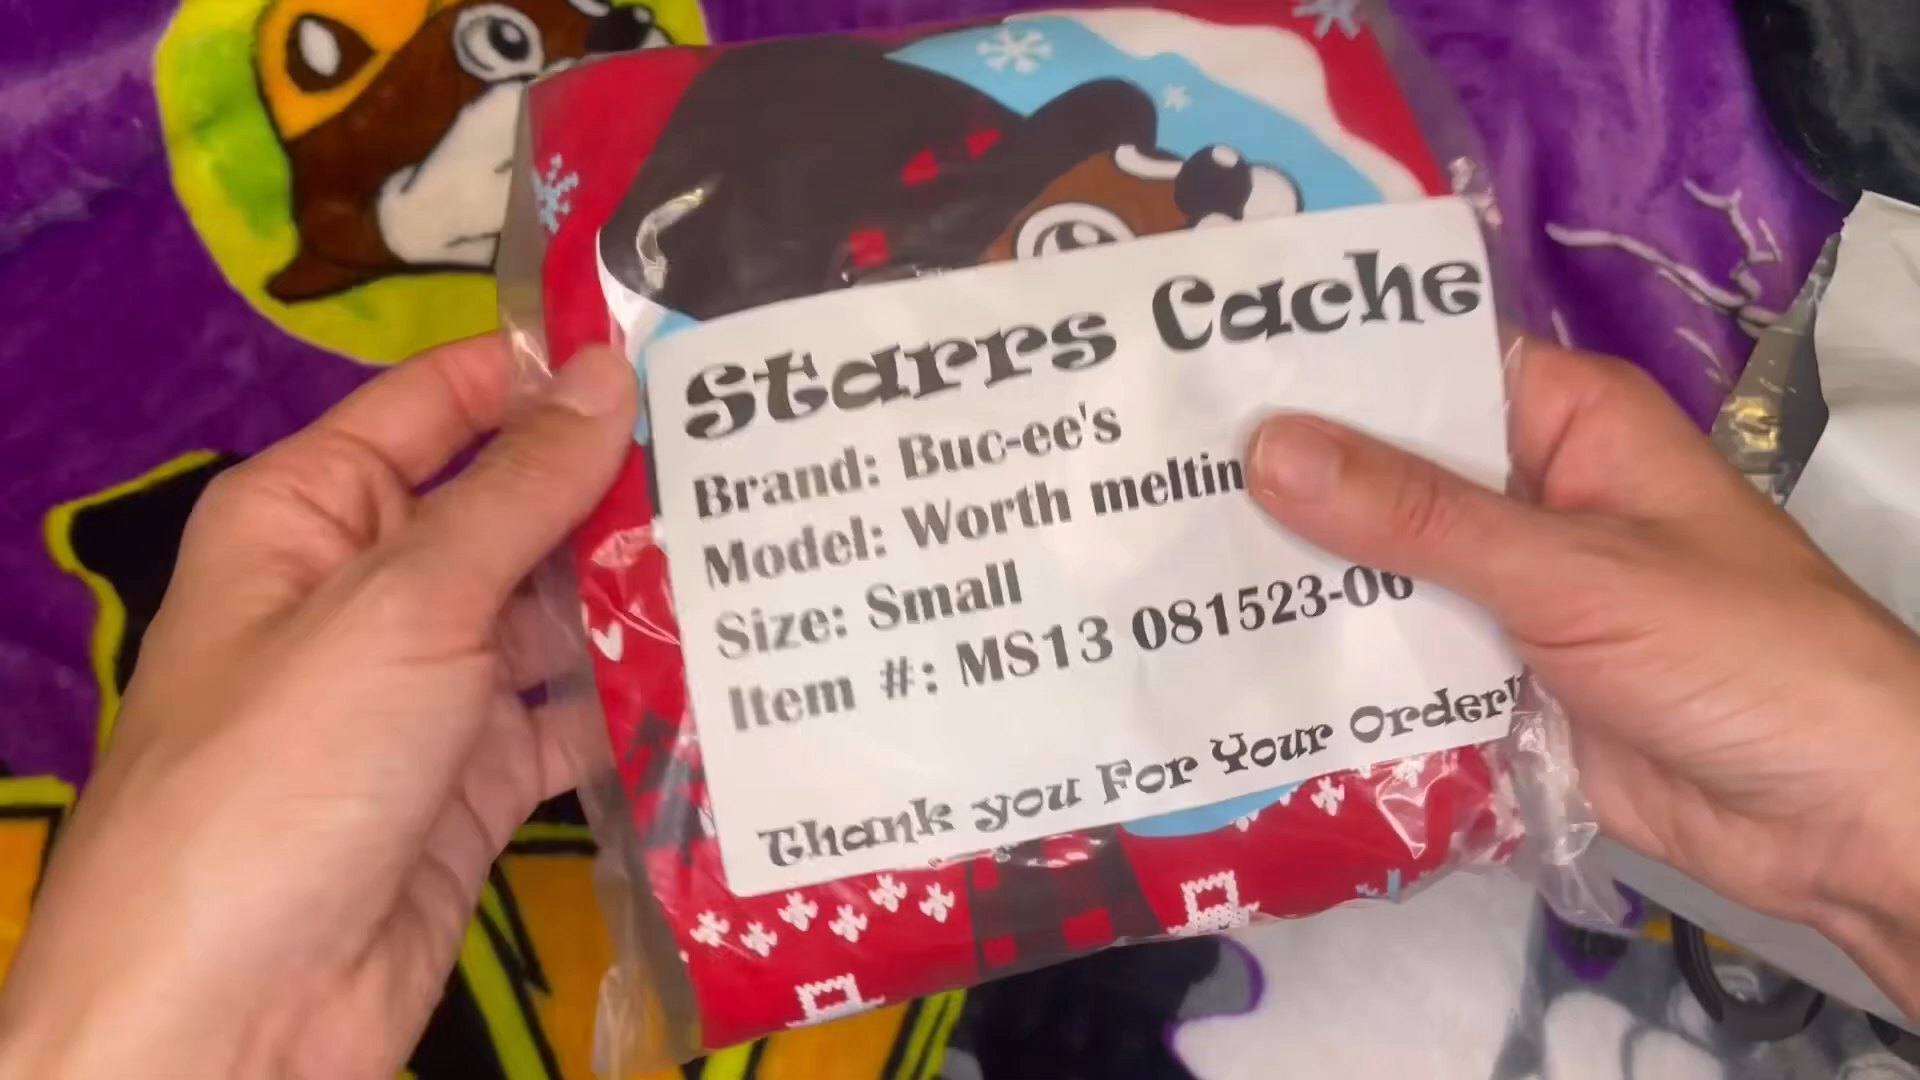 Starrs Cache
Brand: Buc-ee's
Model: Worth meltin
Size: Small
Item #: MS13 081523-06
Thank you For Your Order!!